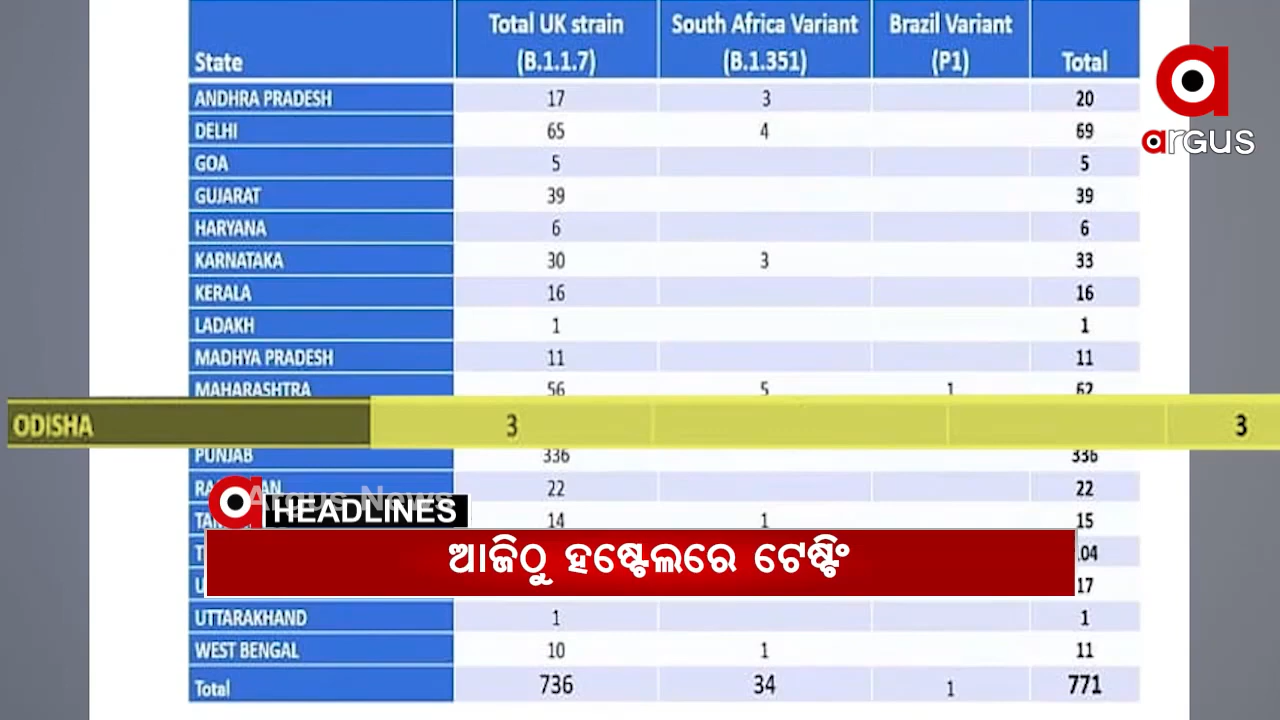 State Total UK strain (B.1.1.7) South Africa Variant (B.1.351) Brazil Variant (P1) Total
ANDHRA PRADESH 17 3 20
DELHI 65 4 69
GOA 5 5
GUJARAT 39 39
HARYANA 6 6
KARNATAKA 30 3 33
KERALA 16 16
LADAKH 1 1
MADHYA PRADESH 11 11
MAHARASHTRA 56 5 1 62
ODISHA 3 3
PUNJAB 336 336
22 22
14 1 15
17
UTTARAKHAND 1 1
WEST BENGAL 10 1 11
Total 736 34 1 771
argus
Argus News
HEADLINES
ଆଜିଠୁ ହଷ୍ଟେଲରେ ଟେଷ୍ଟିଂ